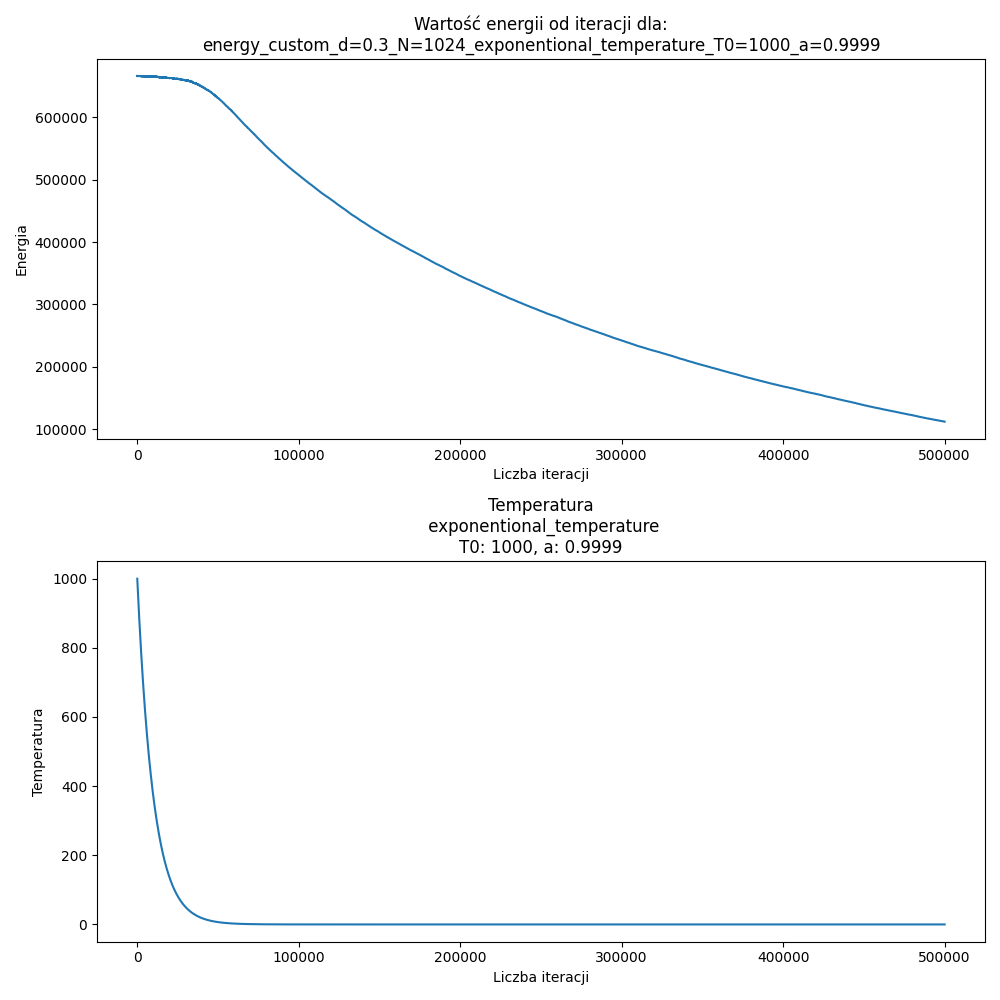 Wartość energii od iteracji dla:
energy_custom_d=0.3_N=1024_exponentional_temperature_T0=1000_a=0.9999
600000
500000
400000
300000
200000
100000
Energia
0
100000
200000
300000
400000
500000
Liczba iteracji
Temperatura
exponentional_temperature
T0: 1000, a: 0.9999
1000
800
600
400
200
0
Temperatura
0
100000
200000
300000
400000
500000
Liczba iteracji